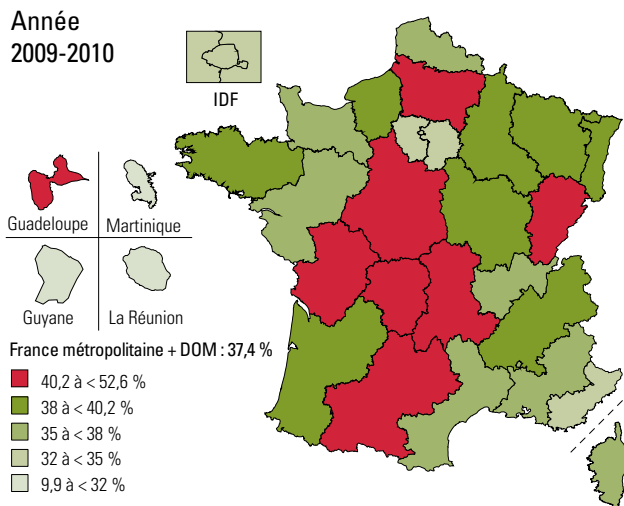 Année
2009-2010
IDF
Guadeloupe
Martinique
Guyane
La Réunion
France métropolitaine + DOM : 37,4 %
40,2 à < 52,6 %
38 à < 40,2 %
35 à < 38 %
32 à < 35 %
9,9 à < 32 %